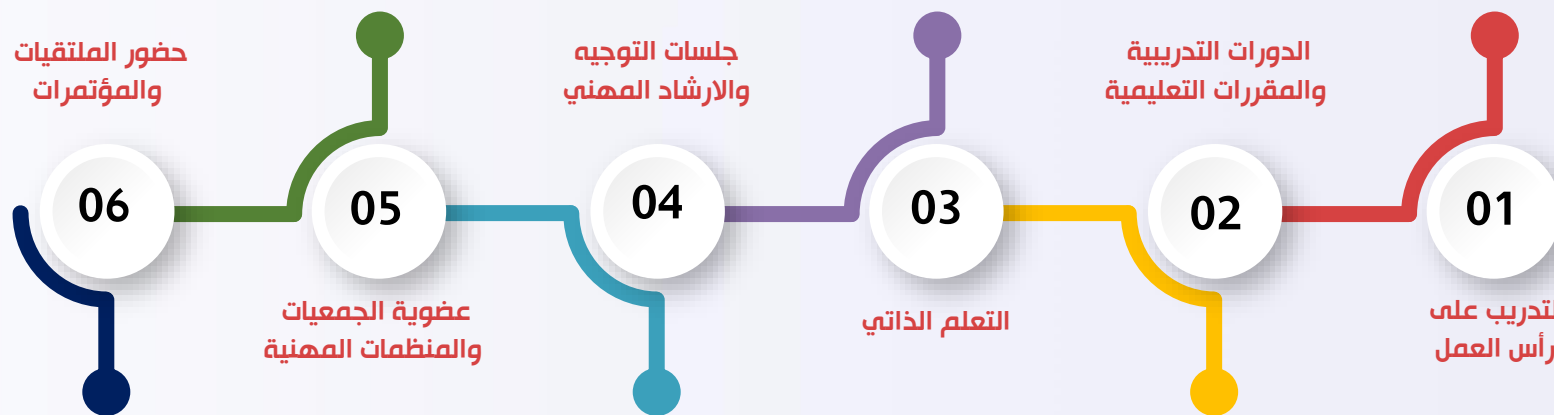 01
لتدريب على
رأس العمل
02
الدورات التدريبية
والمقررات التعليمية
03
التعلم الذاتي
04
جلسات التوجيه
والارشاد المهني
05
عضوية الجمعيات
والمنظمات المهنية
06
حضور الملتقيات
والمؤتمرات